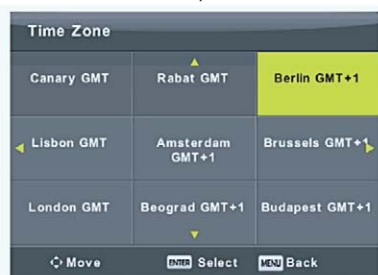 Time Zone
Canary GMT
Rabat GMT
Berlin GMT+1
Lisbon GMT
Amsterdam
GMT+1
Brussels GMT+1
London GMT
Beograd GMT+1
Budapest GMT+1
Move
ENTER Select
MENU Back